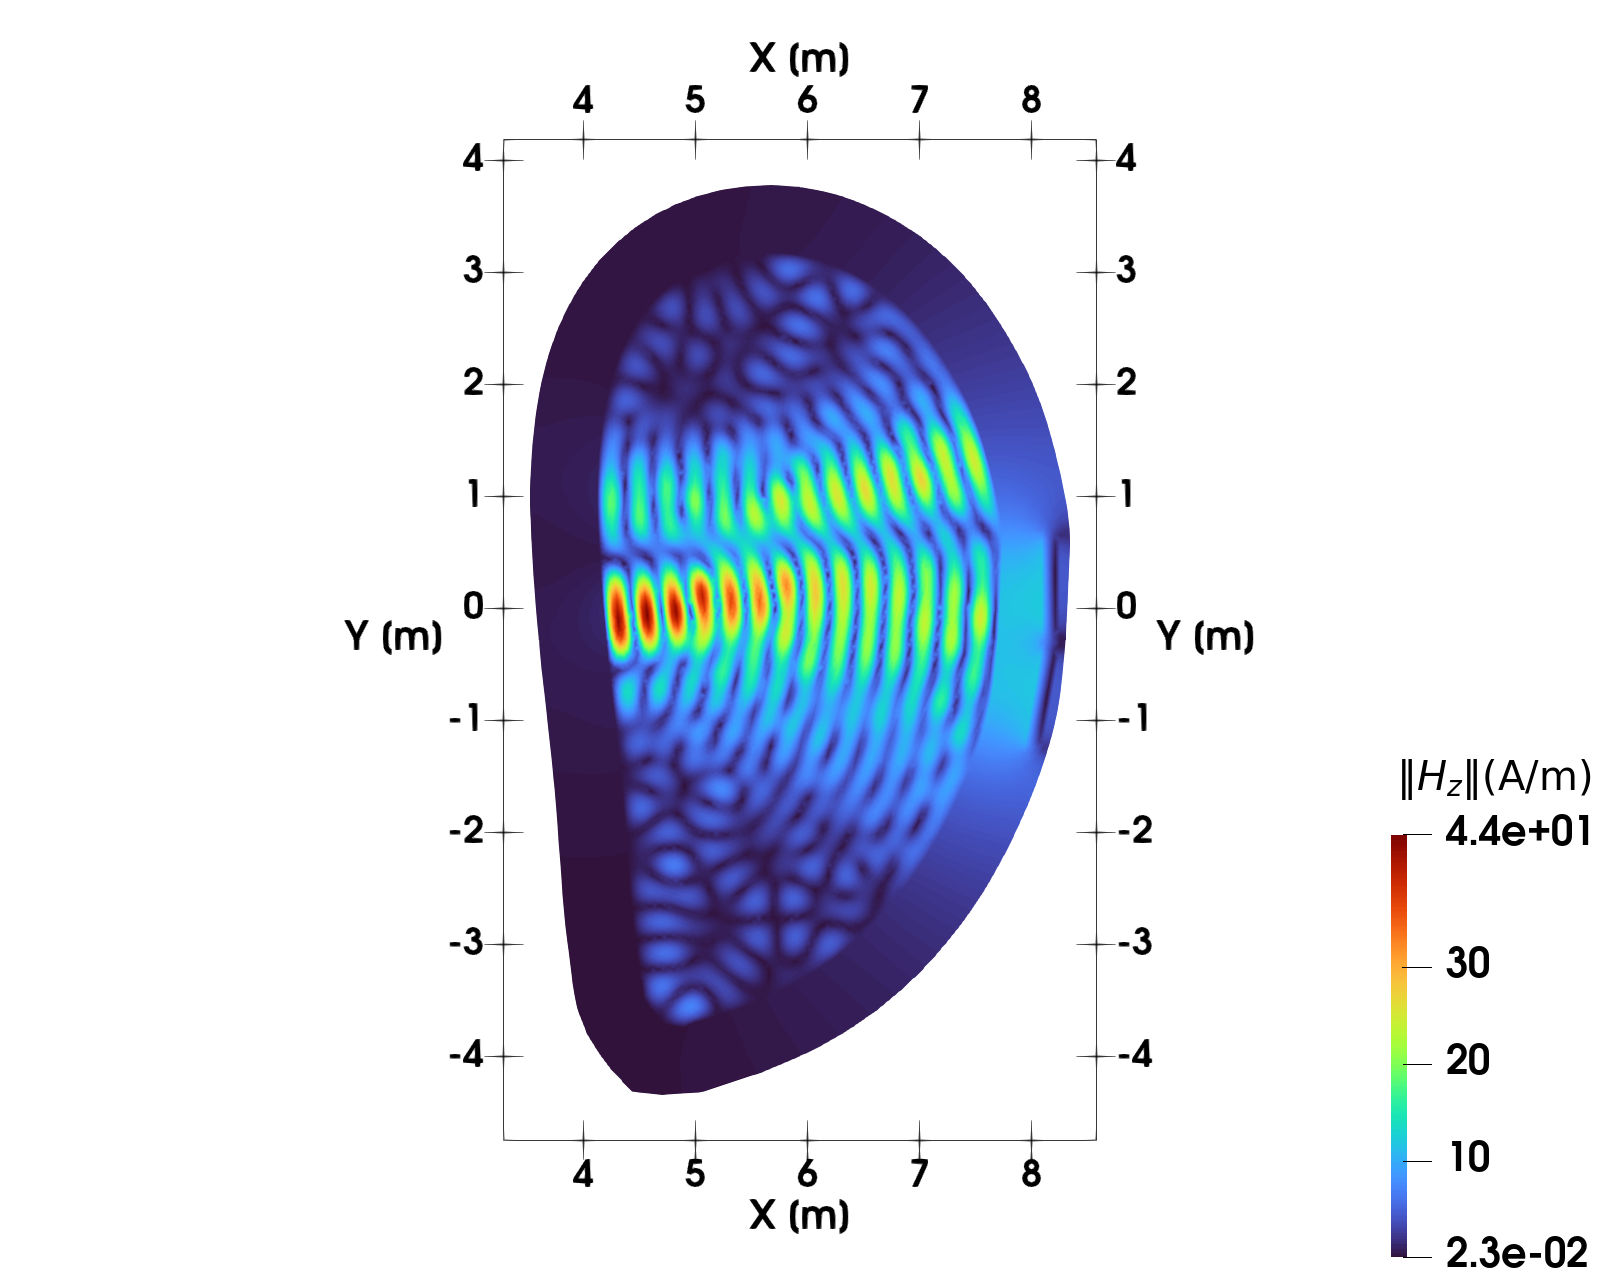 X (m)
4 5 6 7 8
4 4
3 3
2 2
1 1
0 0
Y (m) Y (m)
-1 -1
-2 -2
-3 -3
-4 -4
4 5 6 7 8
X (m)
‖H_z‖(A/m)
4.4e+01
30
20
10
2.3e-02